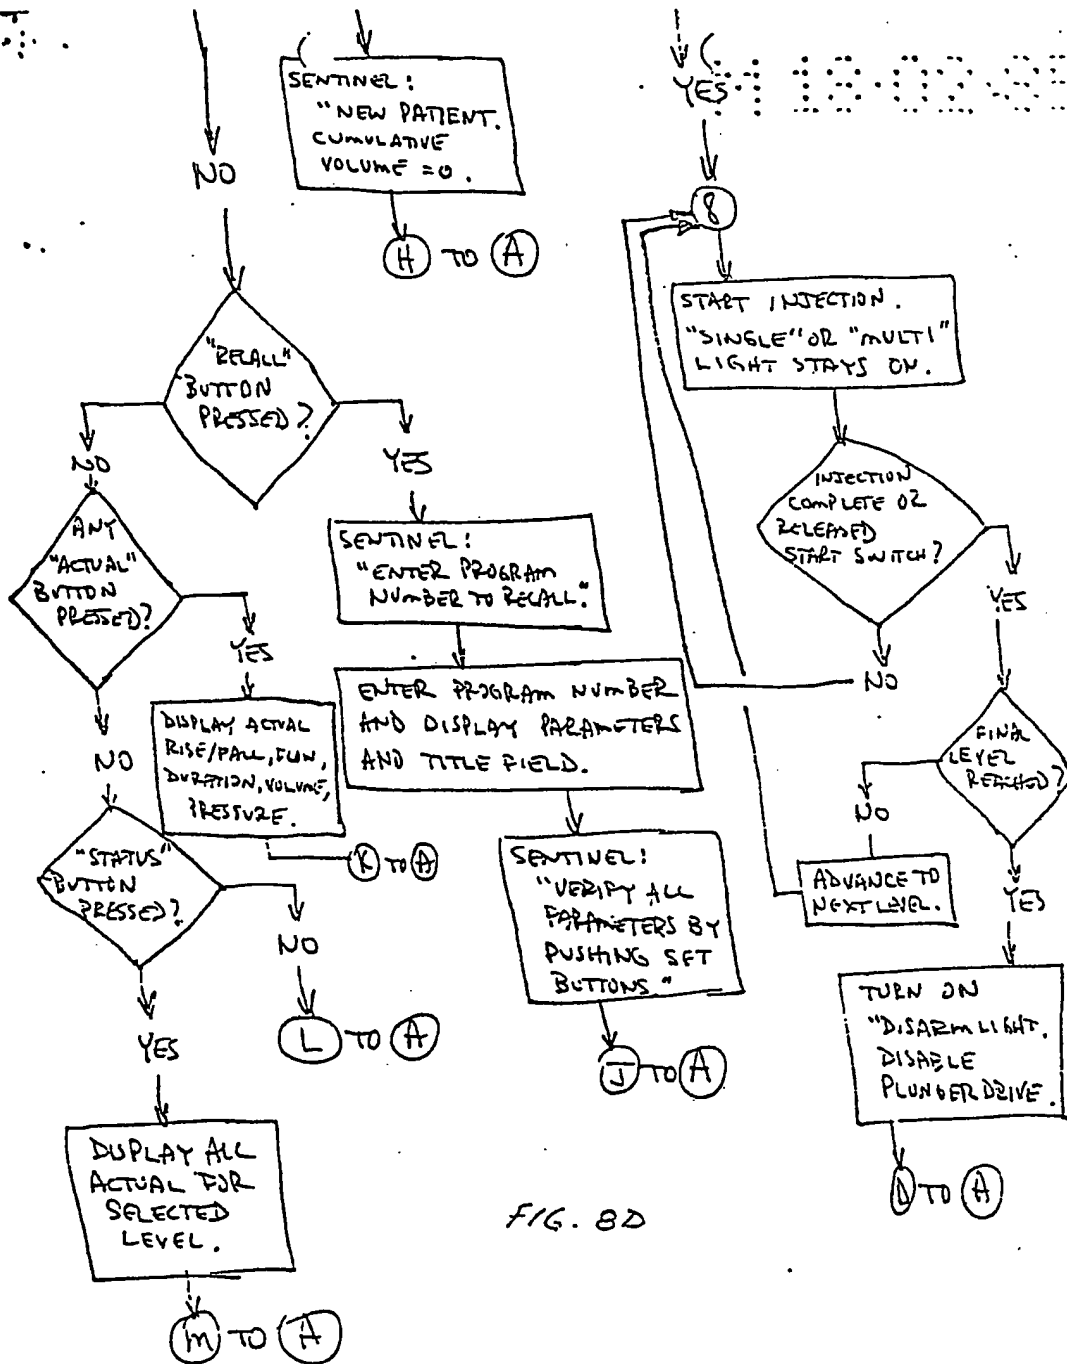 SENTINEL:
"NEW PATIENT.
CUMULATIVE
VOLUME = 0.
H TO A
NO
"RECALL"
BUTTON
PRESSED?
NO
YES
ANY
"ACTUAL"
BUTTON
PRESSED?
YES
NO
DISPLAY ACTUAL
RISE/FALL, FLOW,
DURATION, VOLUME,
PRESSURE.
K TO A
"STATUS"
BUTTON
PRESSED?
NO
L TO A
YES
DISPLAY ALL
ACTUAL FOR
SELECTED
LEVEL.
M TO A
SENTINEL:
"ENTER PROGRAM
NUMBER TO RECALL."
ENTER PROGRAM NUMBER
AND DISPLAY PARAMETERS
AND TITLE FIELD.
SENTINEL:
"VERIFY ALL
PARAMETERS BY
PUSHING SET
BUTTONS."
J TO A
YES
8
START INJECTION.
"SINGLE" OR "MULTI"
LIGHT STAYS ON.
INJECTION
COMPLETE OR
RELEASED
START SWITCH?
YES
NO
FINAL
LEVEL
REACHED?
NO
ADVANCE TO
NEXT LEVEL.
YES
TURN ON
"DISARM LIGHT.
DISABLE
PLUNGER DRIVE.
D TO A
FIG. 8D